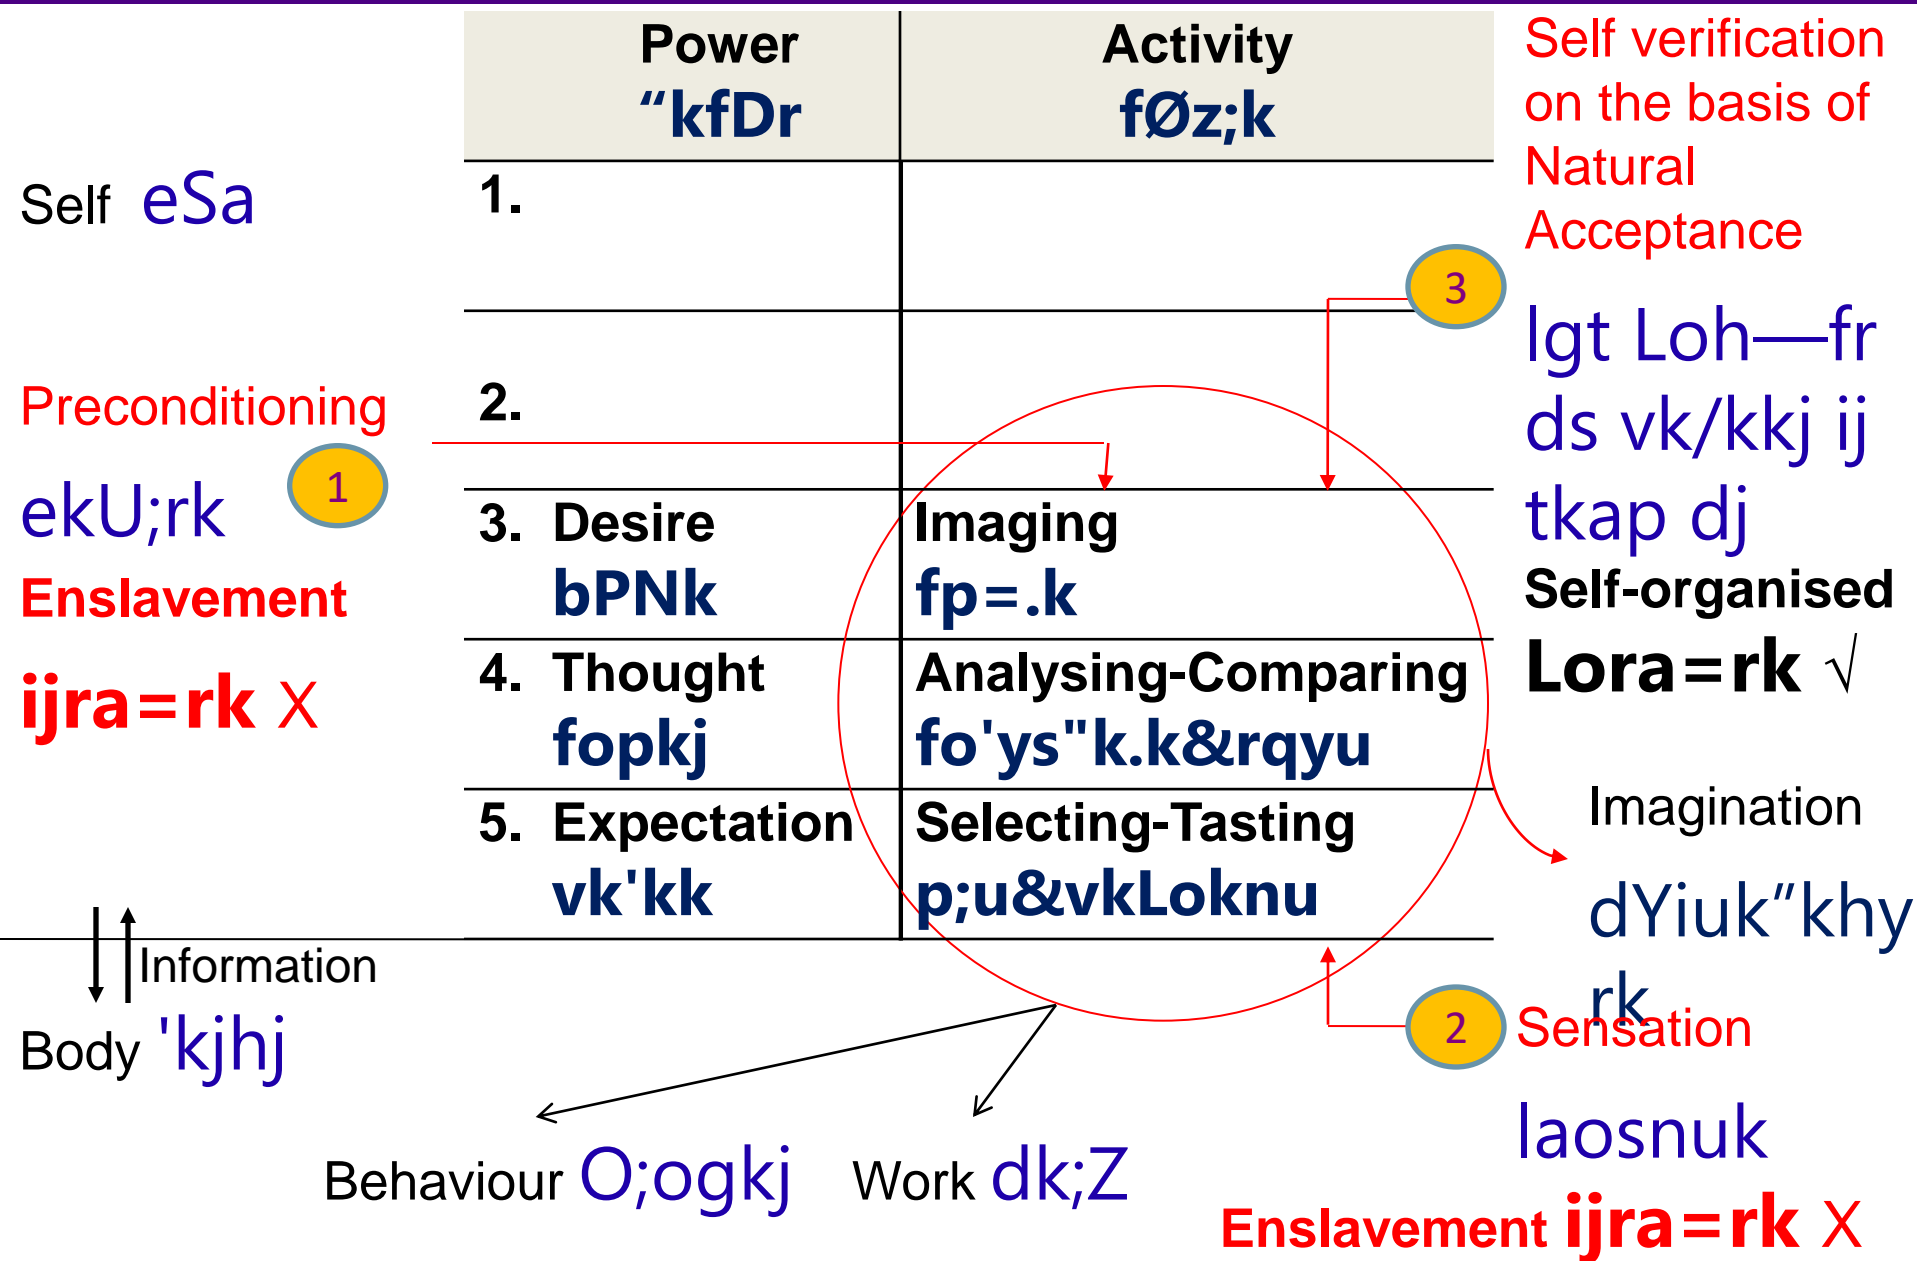 Power
“kfDr
Activity
fØz;k
Self eSa
1.
2.
Preconditioning
1
ekU;rk
Enslavement
ijra=rk X
3. Desire
bPNk
Imaging
fp=.k
4. Thought
fopkj
Analysing-Comparing
fo'ys"k.k&rqyu
5. Expectation
vk'kk
Selecting-Tasting
p;u&vkLoknu
Self verification
on the basis of
Natural
Acceptance
3
lgt Loh—fr
ds vk/kkj ij
tkap dj
Self-organised
Lora=rk √
Imagination
dYiuk”khy
rk
Information
Body 'kjhj
2
Sensation
laosnuk
Enslavement ijra=rk X
Behaviour O;ogkj
Work dk;Z